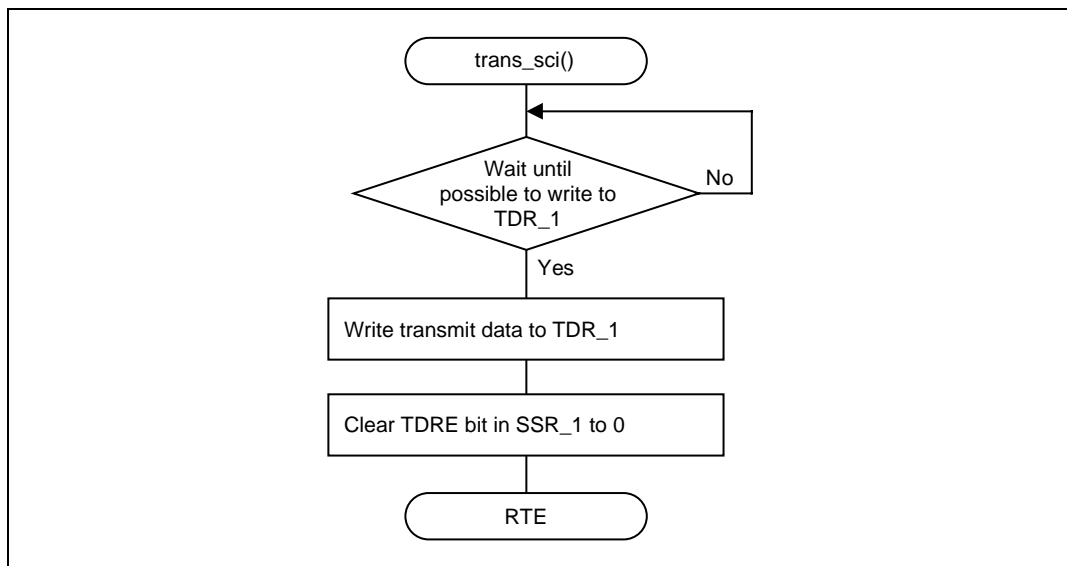 trans_sci()
Wait until
possible to write to
TDR_1
No
Yes
Write transmit data to TDR_1
Clear TDRE bit in SSR_1 to 0
RTE